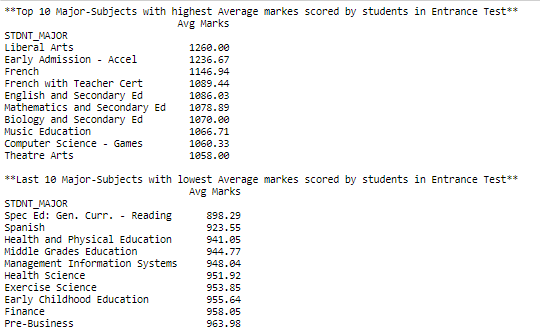 **Top 10 Major-Subjects with highest Average markes scored by students in Entrance Test**
Avg Marks
STDNT_MAJOR
Liberal Arts 1260.00
Early Admission - Accel 1236.67
French 1146.94
French with Teacher Cert 1089.44
English and Secondary Ed 1086.03
Mathematics and Secondary Ed 1078.89
Biology and Secondary Ed 1070.00
Music Education 1066.71
Computer Science - Games 1060.33
Theatre Arts 1058.00
**Last 10 Major-Subjects with lowest Average markes scored by students in Entrance Test**
Avg Marks
STDNT_MAJOR
Spec Ed: Gen. Curr. - Reading 898.29
Spanish 923.55
Health and Physical Education 941.05
Middle Grades Education 944.77
Management Information Systems 948.04
Health Science 951.92
Exercise Science 953.85
Early Childhood Education 955.64
Finance 958.05
Pre-Business 963.98